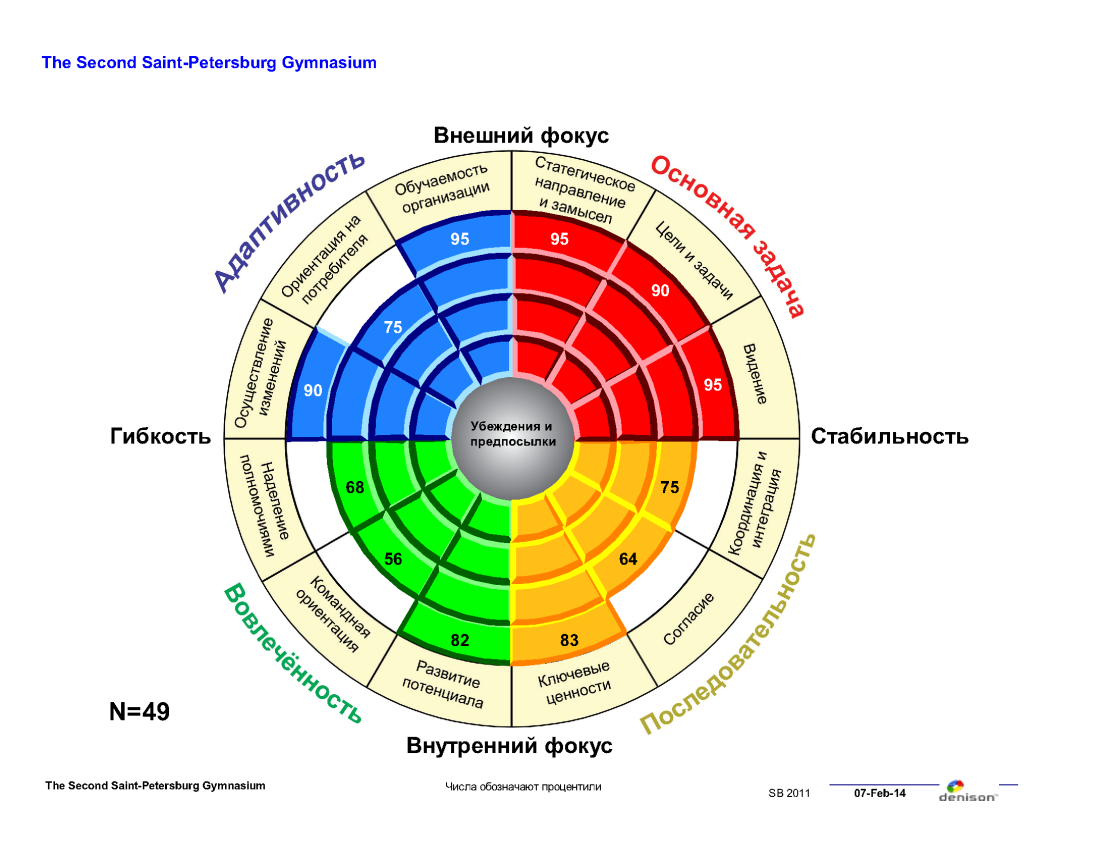 The Second Saint-Petersburg Gymnasium
Внешний фокус
Адаптивность
Основная задача
Обучаемость
организации
Статегическое
направление
и замысел
Ориентация на
потребителя
Цели и задачи
Осуществление
изменений
Видение
95
95
90
75
90
95
Убеждения и
предпосылки
Гибкость
Стабильность
Наделение
полномочиями
Координация и
интеграция
68
75
56
64
82
83
Командная
ориентация
Согласие
Развитие
потенциала
Ключевые
ценности
Вовлечённость
Последовательность
N=49
Внутренний фокус
The Second Saint-Petersburg Gymnasium
Числа обозначают процентили
SB 2011
07-Feb-14
denison™